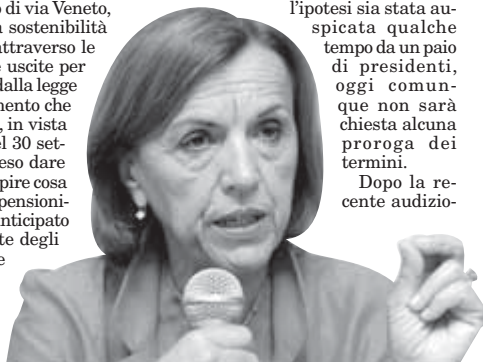 o di via Veneto,
sostenibilità
attraverso le
uscite per
dalla legge
mento che
, in vista
el 30 set-
eso dare
pire cosa
pensioni-
nticipato
te degli
e
l'ipotesi sia stata au-
spicata qualche
tempo da un paio
di presidenti,
oggi comun-
que non sarà
chiesta alcuna
proroga dei
termini.
Dopo la re-
cente audizio-